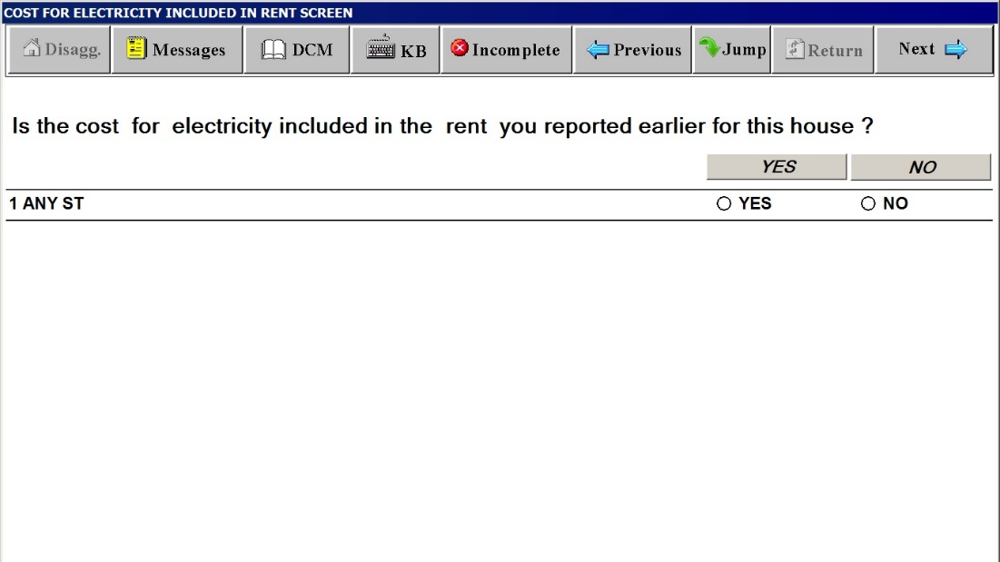 COST FOR ELECTRICITY INCLUDED IN RENT SCREEN
Disagg. Messages DCM KB Incomplete Previous Jump Return Next
Is the cost for electricity included in the rent you reported earlier for this house ?
YES NO
1 ANY ST YES NO